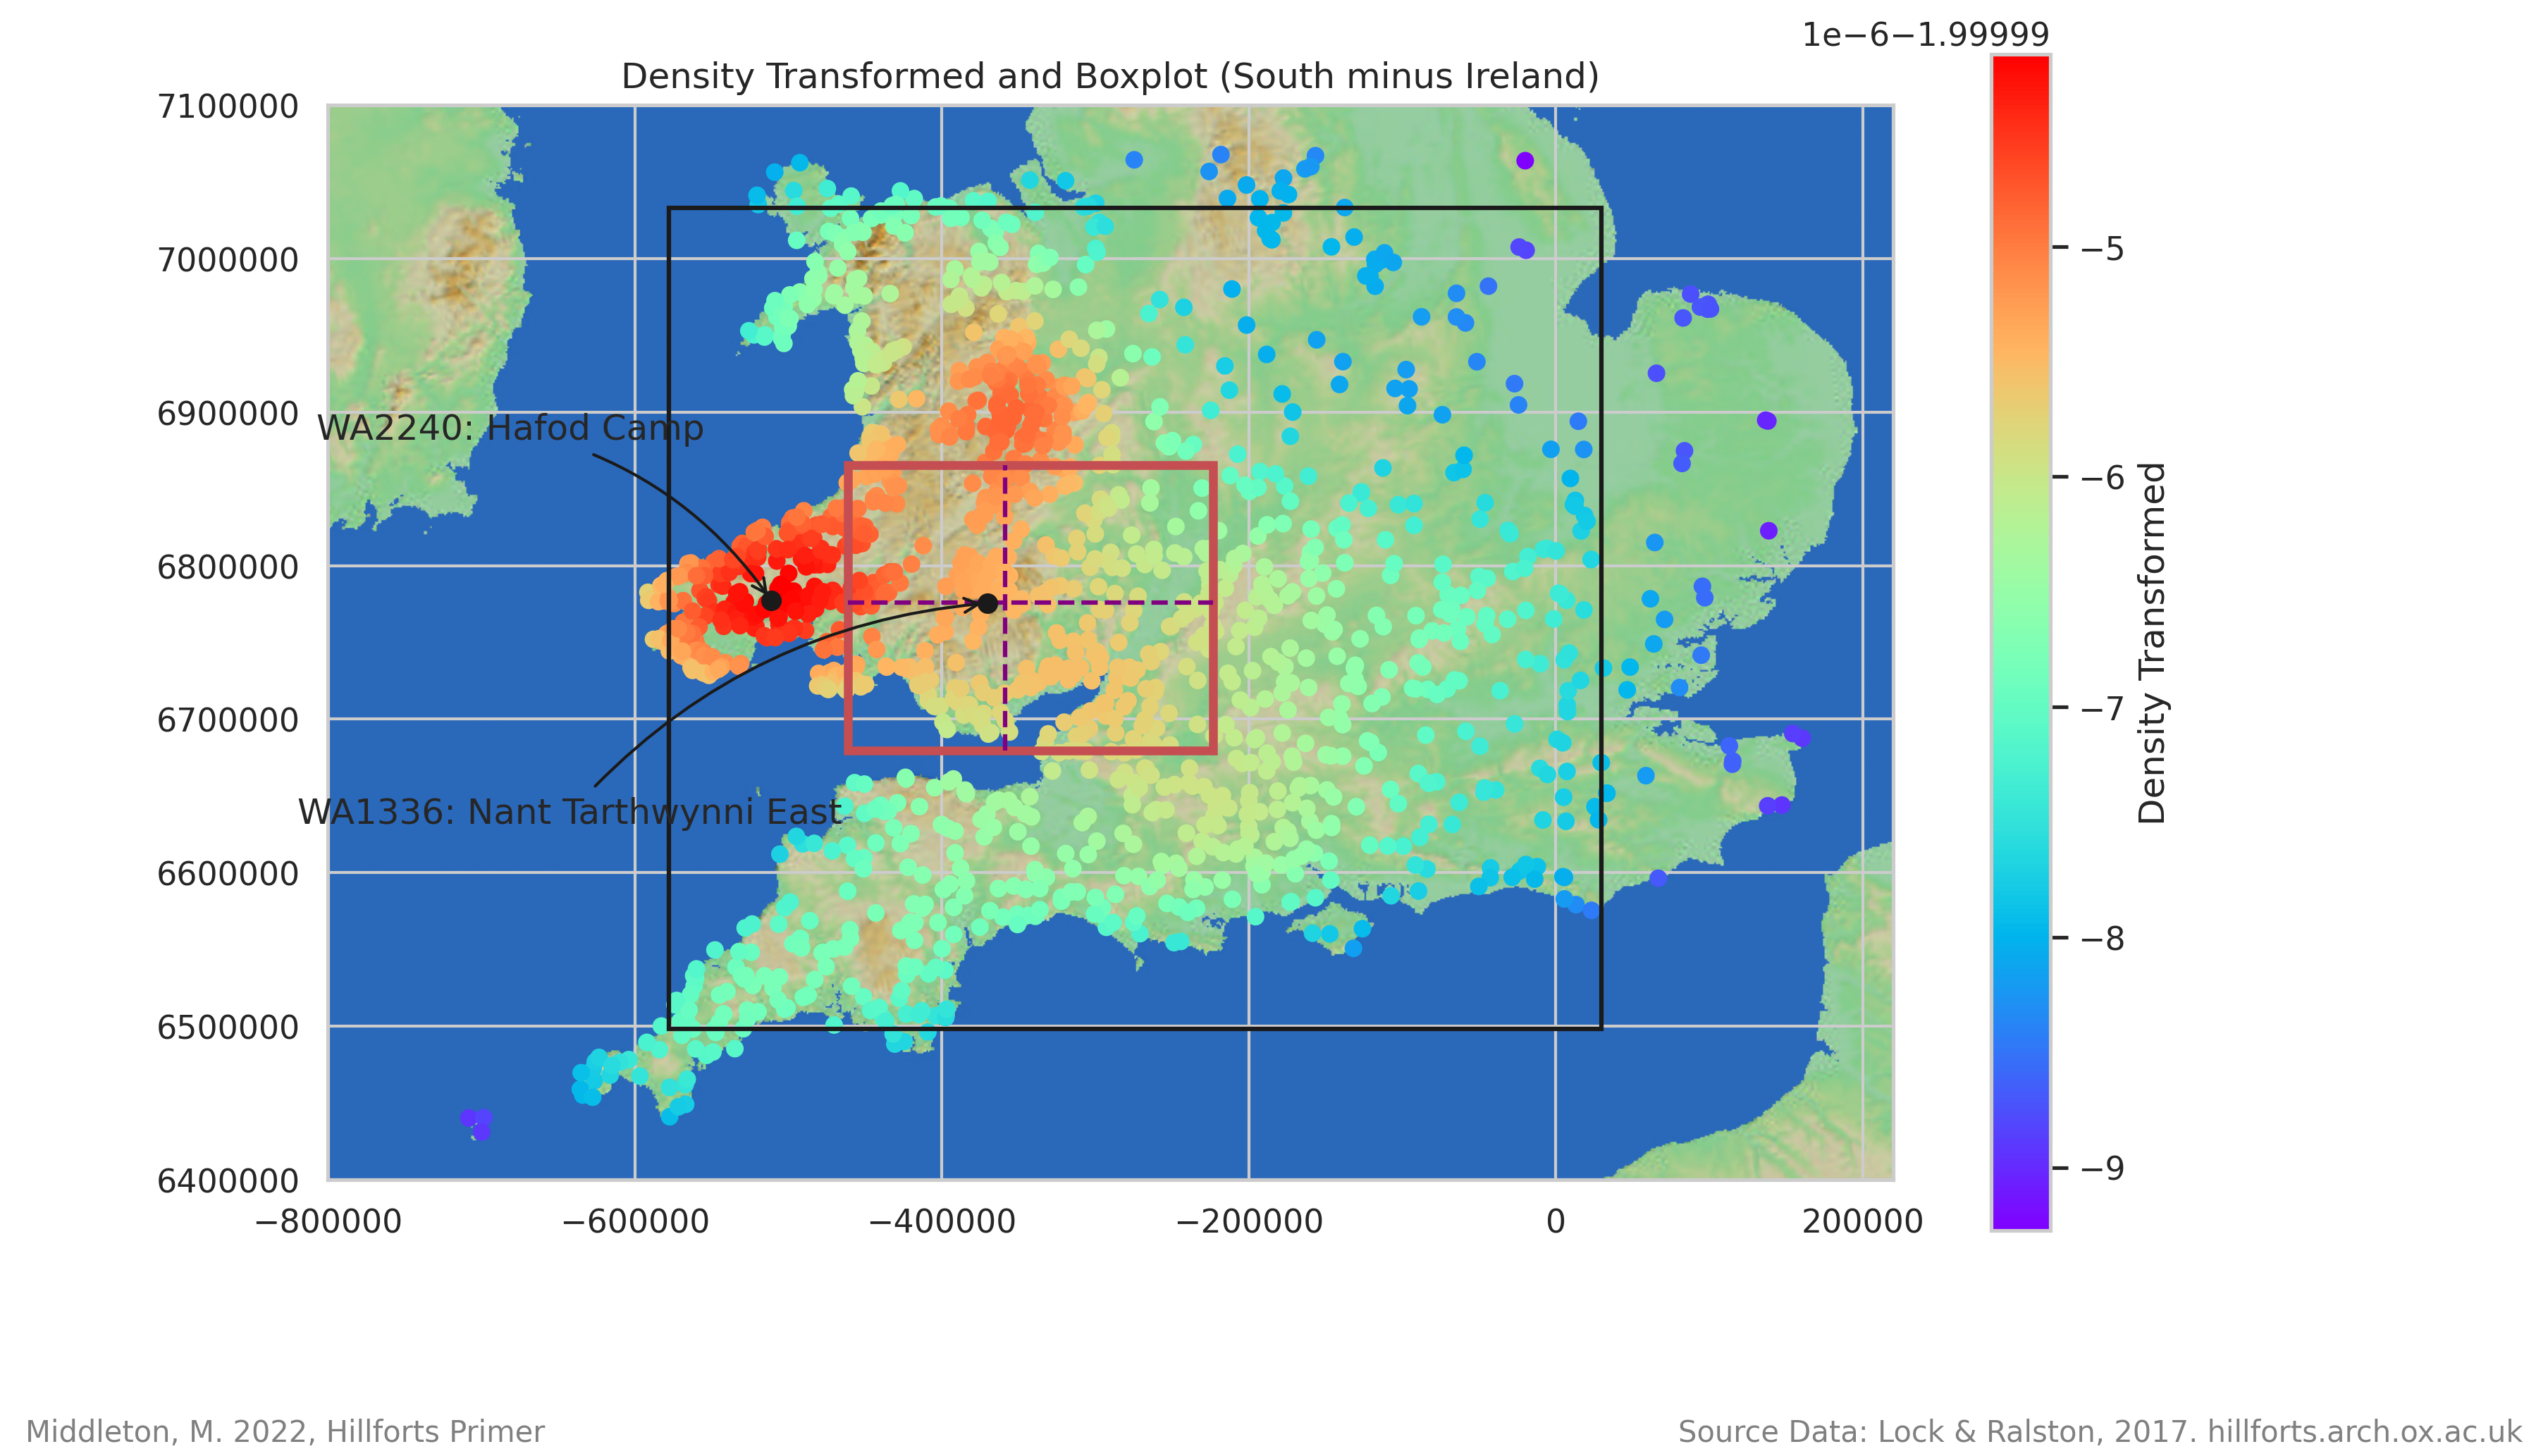 1e−6−1.99999
Density Transformed and Boxplot (South minus Ireland)
7100000
7000000
6900000
6800000
6700000
6600000
6500000
6400000
WA2240: Hafod Camp
WA1336: Nant Tarthwynni East
−800000
−600000
−400000
−200000
0
200000
−5
−6
−7
−8
−9
Density Transformed
Middleton, M. 2022, Hillforts Primer
Source Data: Lock & Ralston, 2017. hillforts.arch.ox.ac.uk